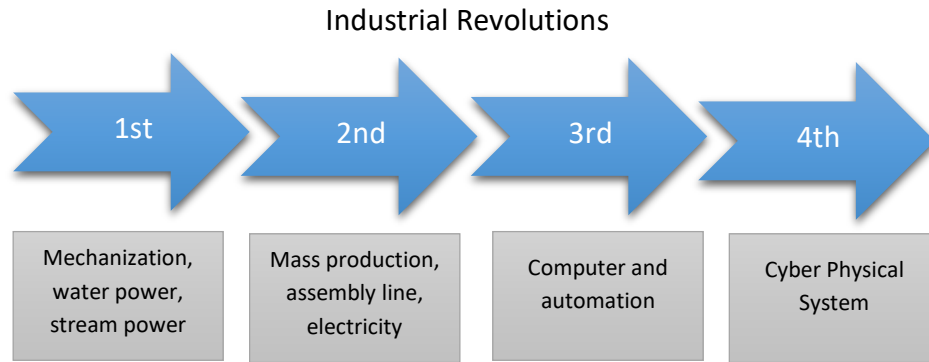 Industrial Revolutions
1st
2nd
3rd
4th
Mechanization,
water power,
stream power
Mass production,
assembly line,
electricity
Computer and
automation
Cyber Physical
System